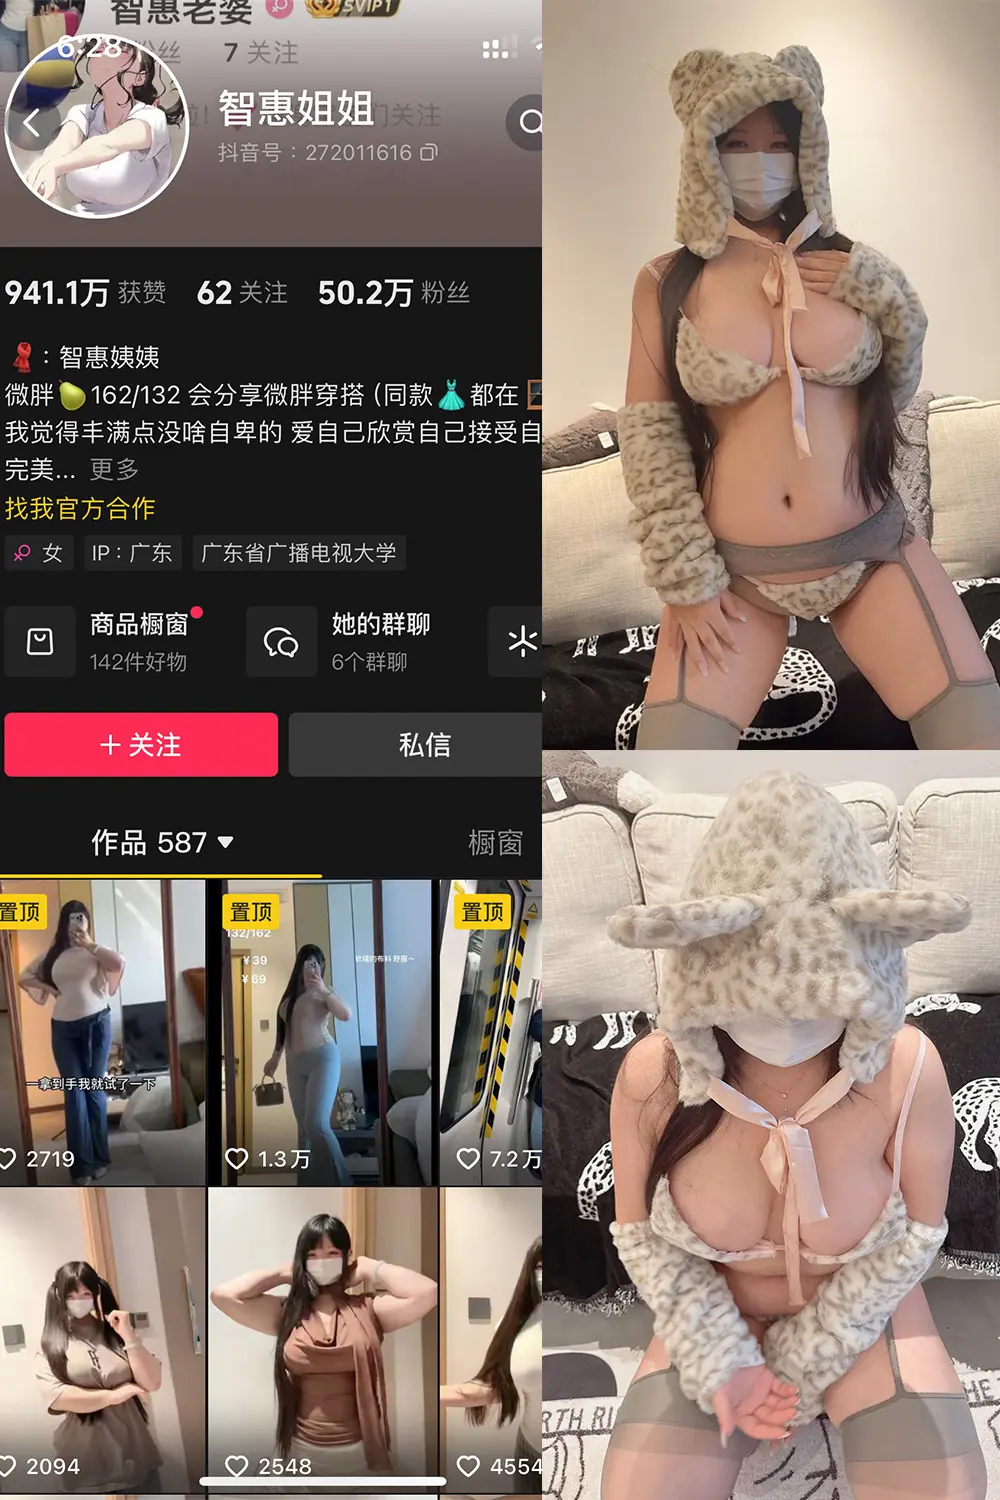 智惠老婆
SVIP1
6:28
粉丝 7 关注
智惠姐姐
们关注
抖音号：272011616
941.1万 获赞 62 关注 50.2万 粉丝
：智惠姨姨
微胖🍐162/132 会分享微胖穿搭（同款👗都在
我觉得丰满点没啥自卑的 爱自己欣赏自己接受自
完美... 更多
找我官方合作
女 IP：广东 广东省广播电视大学
商品橱窗
142件好物
她的群聊
6个群聊
+ 关注
私信
作品 587
橱窗
置顶
一拿到手我就试了一下
2719
置顶
132/162
¥39
¥69
1.3万
置顶
7.2万
2094
2548
4554
RTH RI
HE